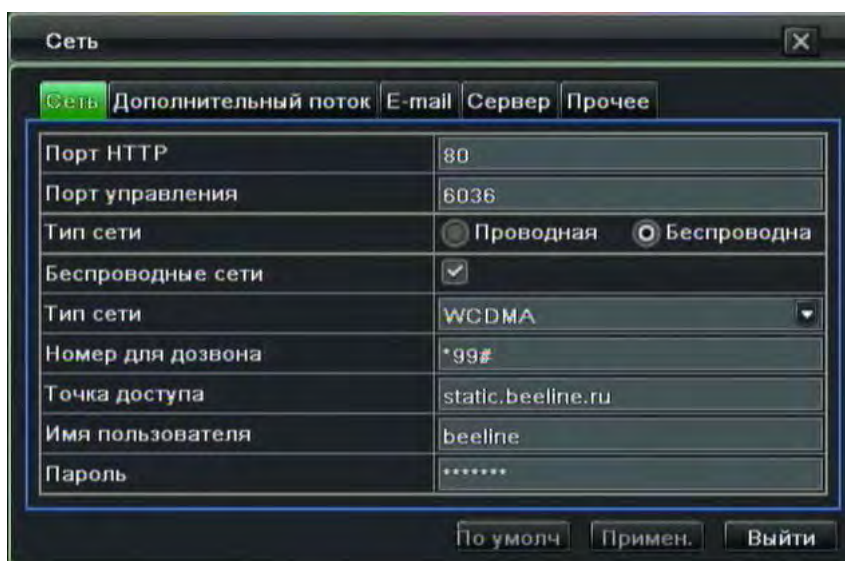 Сеть
Сеть Дополнительный поток E-mail Сервер Прочее
Порт HTTP 80
Порт управления 6036
Тип сети Проводная Беспроводна
Беспроводные сети
Тип сети WCDMA
Номер для дозвона *99#
Точка доступа static.beeline.ru
Имя пользователя beeline
Пароль *******
По умолч Примен. Выйти